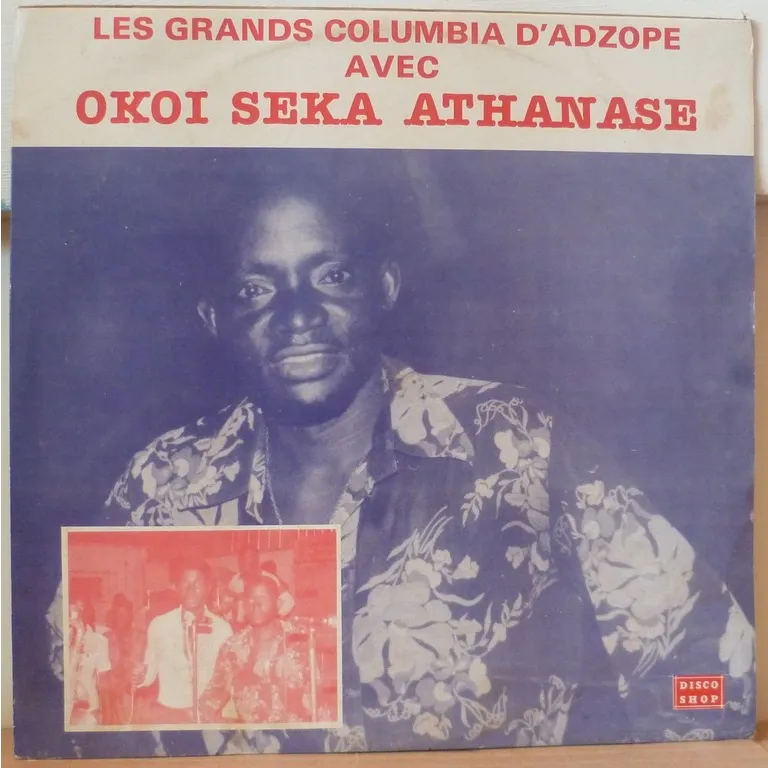 LES GRANDS COLUMBIA D'ADZOPE
AVEC
OKOI SEKA ATHANASE
DISCO
SHOP